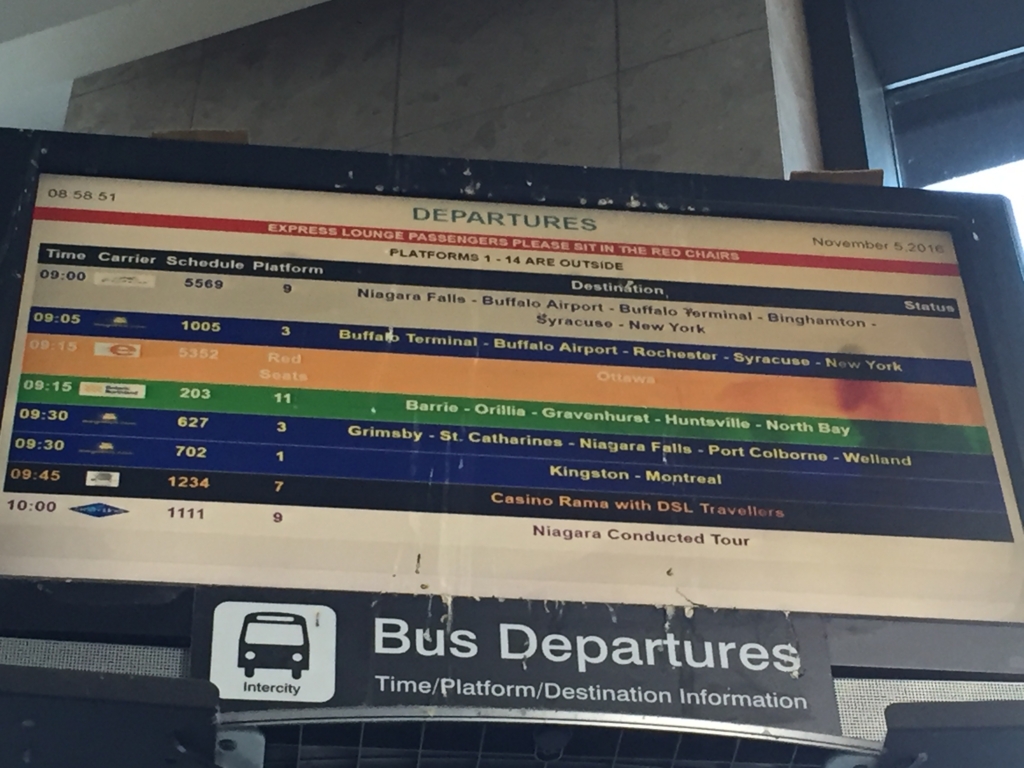 08.58.51
DEPARTURES
November 5,2016
EXPRESS LOUNGE PASSENGERS PLEASE SIT IN THE RED CHAIRS
PLATFORMS 1 - 14 ARE OUTSIDE
Time Carrier Schedule Platform Destination Status
09:00 5569 9 Niagara Falls - Buffalo Airport - Buffalo Terminal - Binghamton -
Syracuse - New York
09:05 1005 3 Buffalo Terminal - Buffalo Airport - Rochester - Syracuse - New York
09:15 5352 Red Ottawa
Seats
09:15 Ontario Northland 203 11 Barrie - Orillia - Gravenhurst - Huntsville - North Bay
09:30 627 3 Grimsby - St. Catharines - Niagara Falls - Port Colborne - Welland
09:30 702 1 Kingston - Montreal
09:45 1234 7 Casino Rama with DSL Travellers
10:00 1111 9 Niagara Conducted Tour
Bus Departures
Intercity
Time/Platform/Destination Information